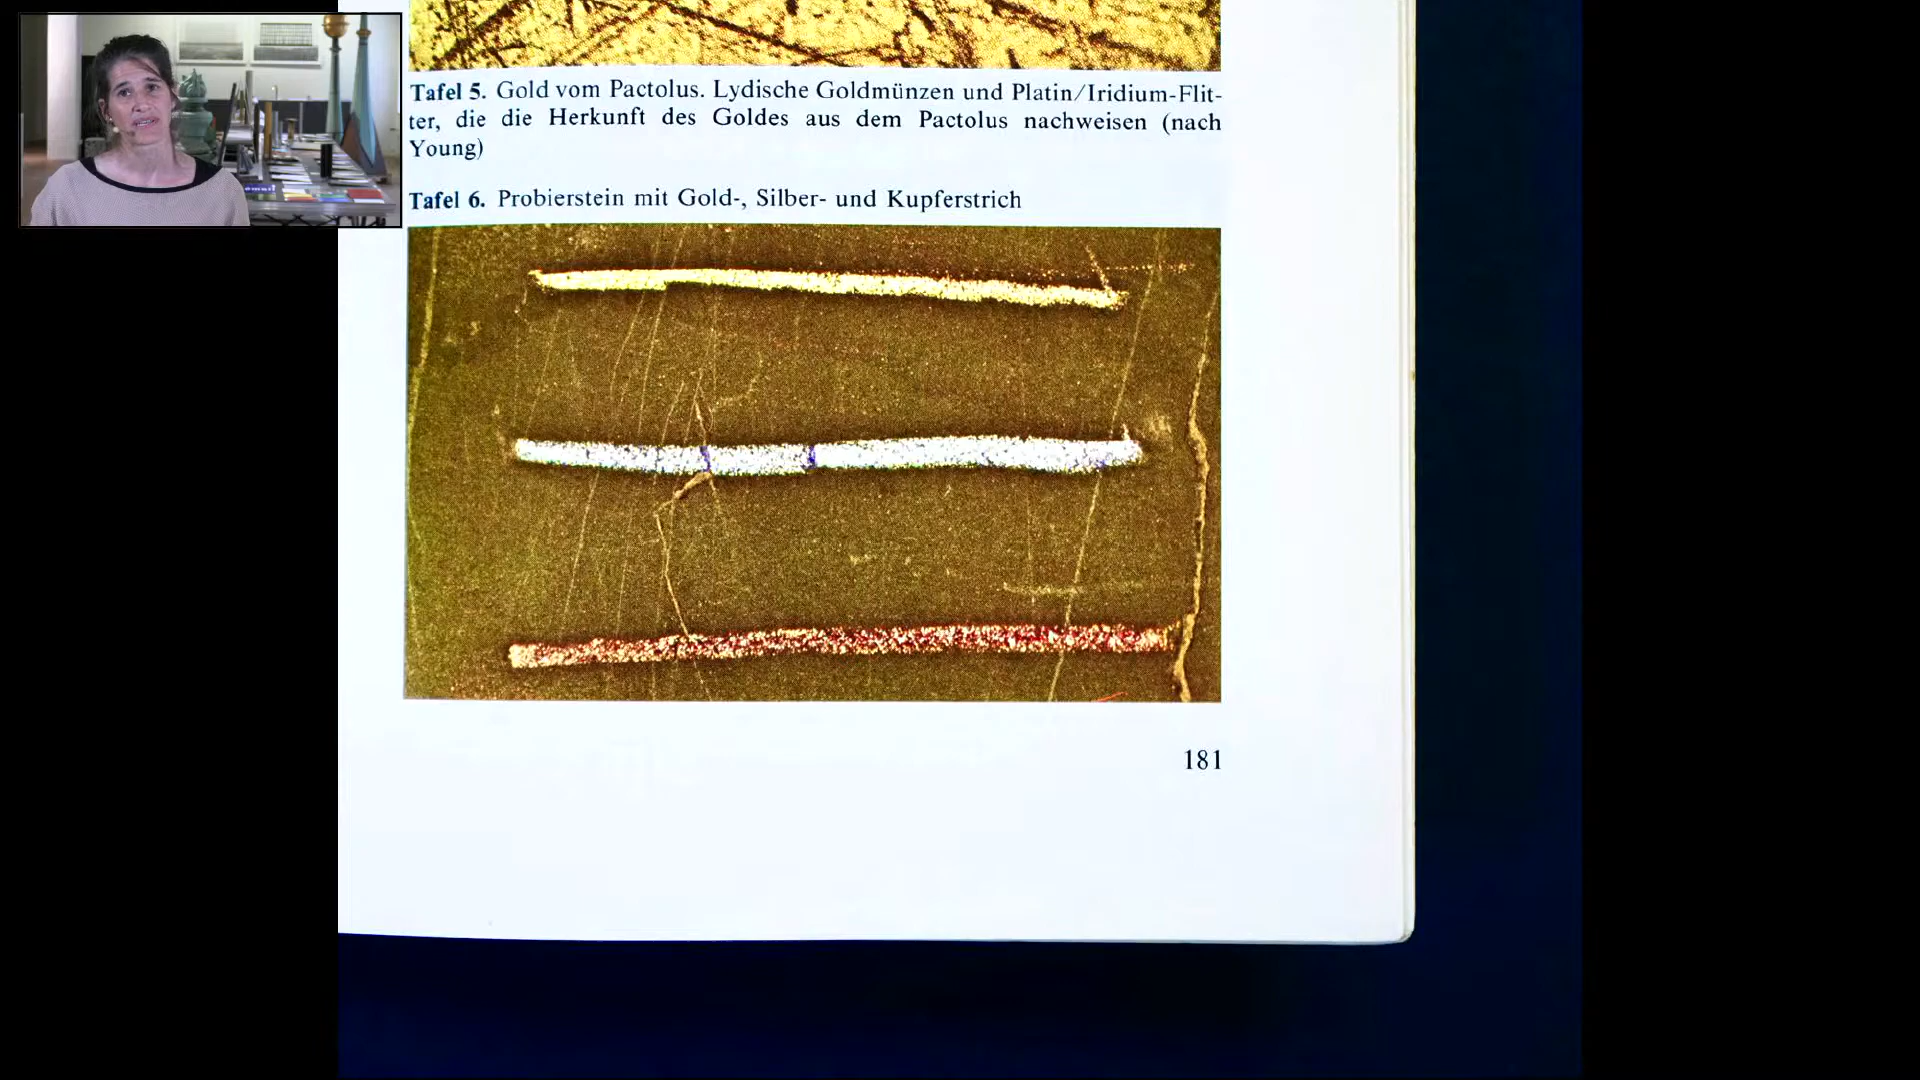 Tafel 5. Gold vom Pactolus. Lydische Goldmünzen und Platin/Iridium-Flit-
ter, die die Herkunft des Goldes aus dem Pactolus nachweisen (nach
Young)
Tafel 6. Probierstein mit Gold-, Silber- und Kupferstrich
181